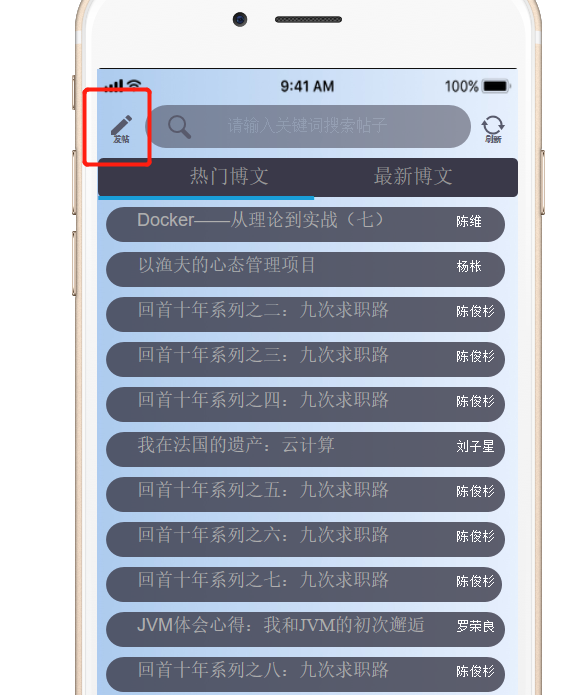 9:41 AM 100%
发帖 请输入关键词搜索帖子 刷新
热门博文 最新博文
Docker——从理论到实战（七） 陈维
以渔夫的心态管理项目 杨枨
回首十年系列之二：九次求职路 陈俊杉
回首十年系列之三：九次求职路 陈俊杉
回首十年系列之四：九次求职路 陈俊杉
我在法国的遗产：云计算 刘子星
回首十年系列之五：九次求职路 陈俊杉
回首十年系列之六：九次求职路 陈俊杉
回首十年系列之七：九次求职路 陈俊杉
JVM体会心得：我和JVM的初次邂逅 罗荣良
回首十年系列之八：九次求职路 陈俊杉